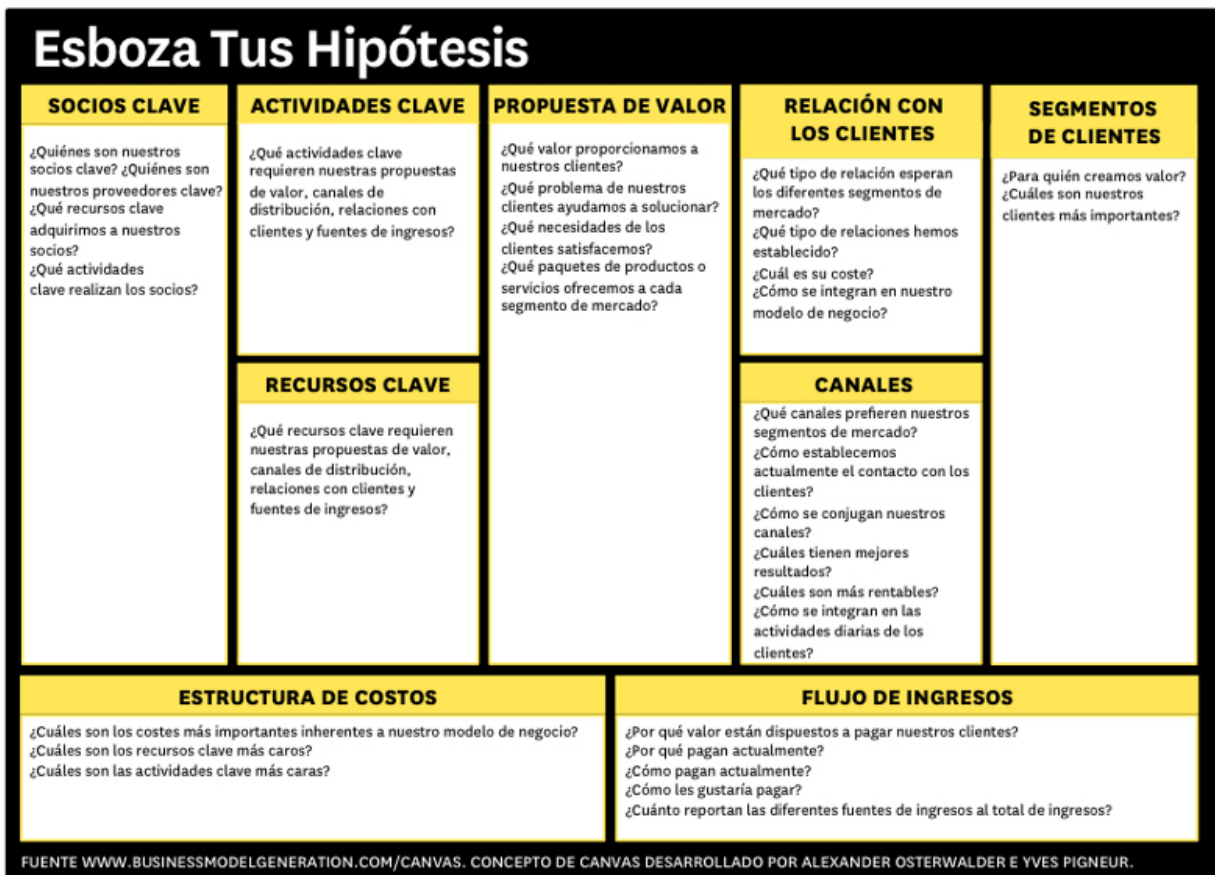 Esboza Tus Hipótesis
SOCIOS CLAVE
¿Quiénes son nuestros
socios clave? ¿Quiénes son
nuestros proveedores clave?
¿Qué recursos clave
adquirimos a nuestros
socios?
¿Qué actividades
clave realizan los socios?
ACTIVIDADES CLAVE
¿Qué actividades clave
requieren nuestras propuestas
de valor, canales de
distribución, relaciones con
clientes y fuentes de ingresos?
RECURSOS CLAVE
¿Qué recursos clave requieren
nuestras propuestas de valor,
canales de distribución,
relaciones con clientes y
fuentes de ingresos?
PROPUESTA DE VALOR
¿Qué valor proporcionamos a
nuestros clientes?
¿Qué problema de nuestros
clientes ayudamos a solucionar?
¿Qué necesidades de los
clientes satisfacemos?
¿Qué paquetes de productos o
servicios ofrecemos a cada
segmento de mercado?
RELACIÓN CON
LOS CLIENTES
¿Qué tipo de relación esperan
los diferentes segmentos de
mercado?
¿Qué tipo de relaciones hemos
establecido?
¿Cuál es su coste?
¿Cómo se integran en nuestro
modelo de negocio?
CANALES
¿Qué canales prefieren nuestros
segmentos de mercado?
¿Cómo establecemos
actualmente el contacto con los
clientes?
¿Cómo se conjugan nuestros
canales?
¿Cuáles tienen mejores
resultados?
¿Cuáles son más rentables?
¿Cómo se integran en las
actividades diarias de los
clientes?
SEGMENTOS
DE CLIENTES
¿Para quién creamos valor?
¿Cuáles son nuestros
clientes más importantes?
ESTRUCTURA DE COSTOS
¿Cuáles son los costes más importantes inherentes a nuestro modelo de negocio?
¿Cuáles son los recursos clave más caros?
¿Cuáles son las actividades clave más caras?
FLUJO DE INGRESOS
¿Por qué valor están dispuestos a pagar nuestros clientes?
¿Por qué pagan actualmente?
¿Cómo pagan actualmente?
¿Cómo les gustaría pagar?
¿Cuánto reportan las diferentes fuentes de ingresos al total de ingresos?
FUENTE WWW.BUSINESSMODELGENERATION.COM/CANVAS. CONCEPTO DE CANVAS DESARROLLADO POR ALEXANDER OSTERWALDER E YVES PIGNEUR.